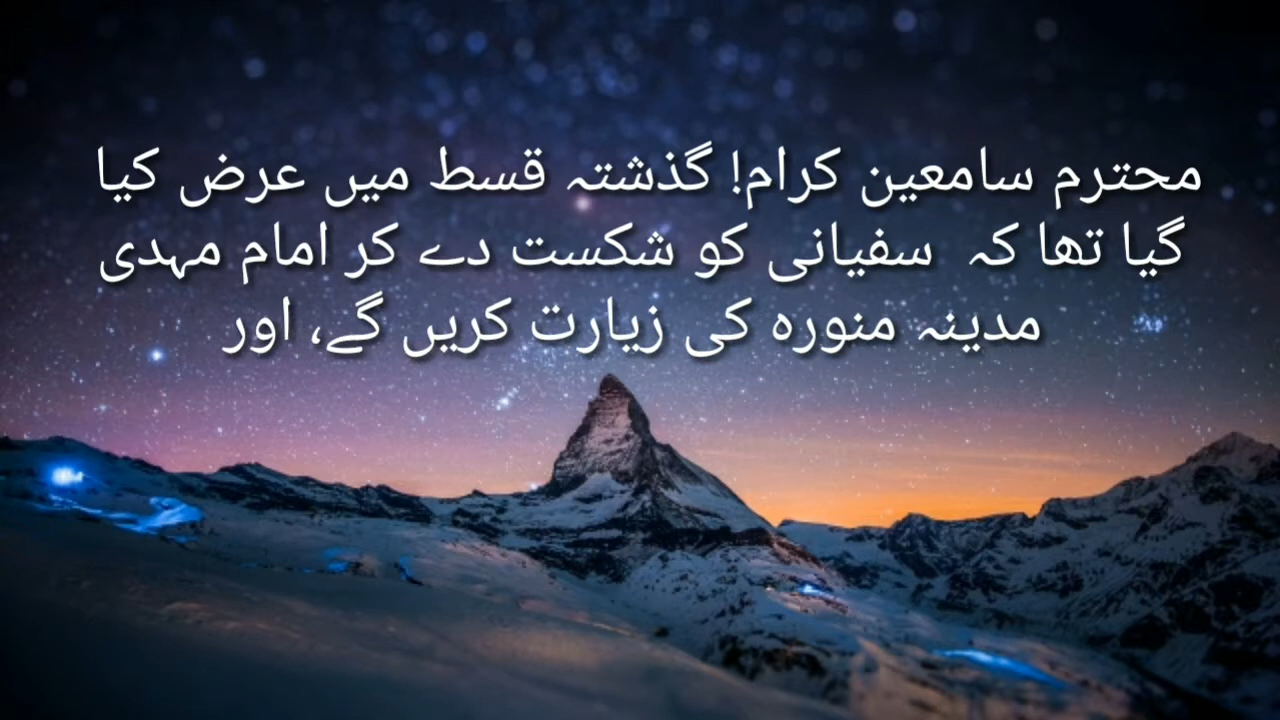 محترم سامعین کرام! گذشتہ قسط میں عرض کیا
گیا تھا کہ سفیانی کو شکست دے کر امام مہدی
مدینہ منورہ کی زیارت کریں گے، اور